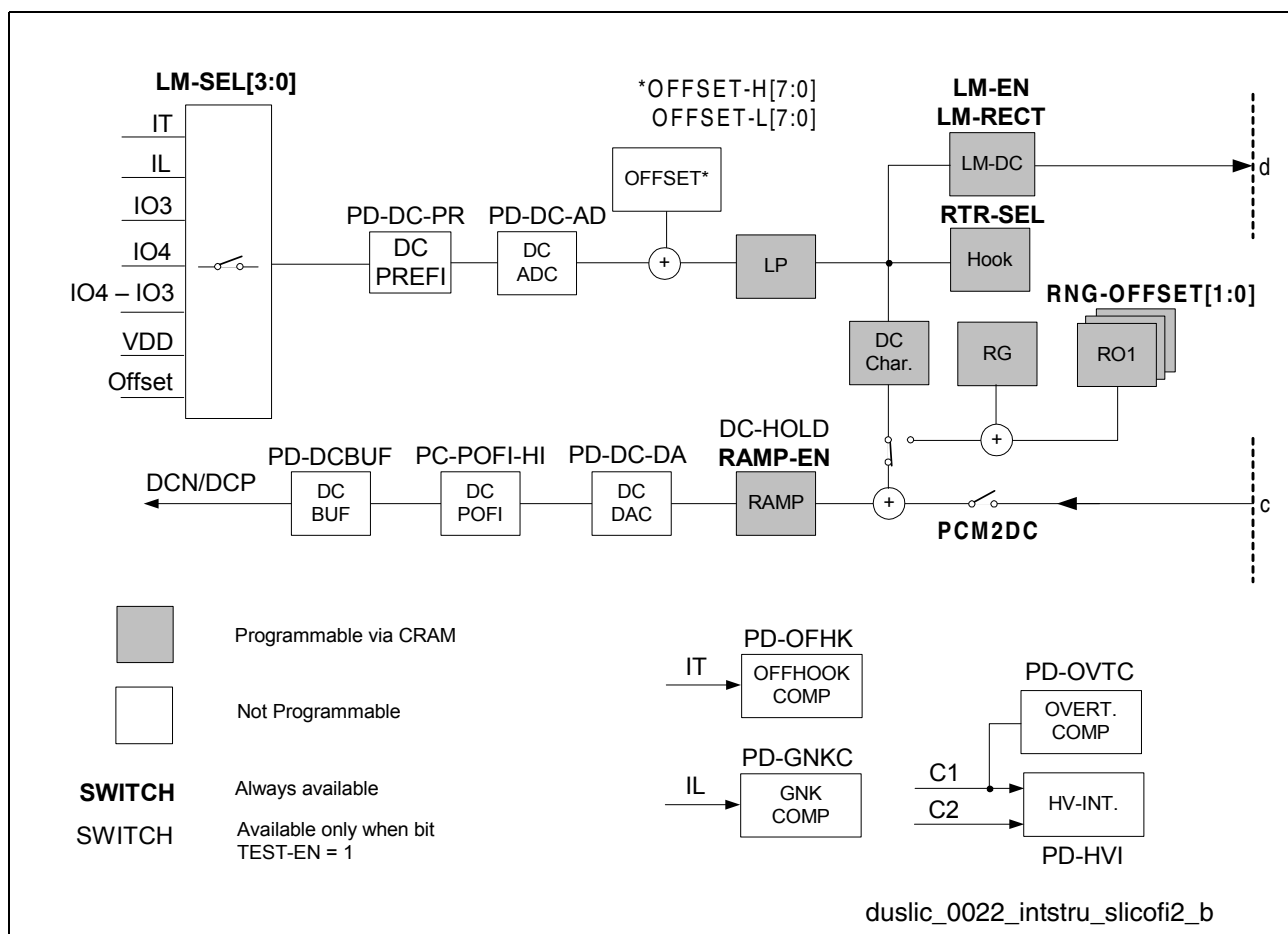 LM-SEL[3:0]
IT
IL
IO3
IO4
IO4 – IO3
VDD
Offset
*OFFSET-H[7:0]
OFFSET-L[7:0]
OFFSET*
PD-DC-PR
DC
PREFI
PD-DC-AD
DC
ADC
+
LP
LM-EN
LM-RECT
LM-DC
d
RTR-SEL
Hook
RNG-OFFSET[1:0]
DC
Char.
RG
RO1
+
DCN/DCP
PD-DCBUF
DC
BUF
PC-POFI-HI
DC
POFI
PD-DC-DA
DC
DAC
DC-HOLD
RAMP-EN
RAMP
+
PCM2DC
c
Programmable via CRAM
Not Programmable
SWITCH
Always available
SWITCH
Available only when bit
TEST-EN = 1
PD-OFHK
IT
OFFHOOK
COMP
PD-GNKC
IL
GNK
COMP
PD-OVTC
OVERT.
COMP
C1
C2
HV-INT.
PD-HVI
duslic_0022_intstru_slicofi2_b